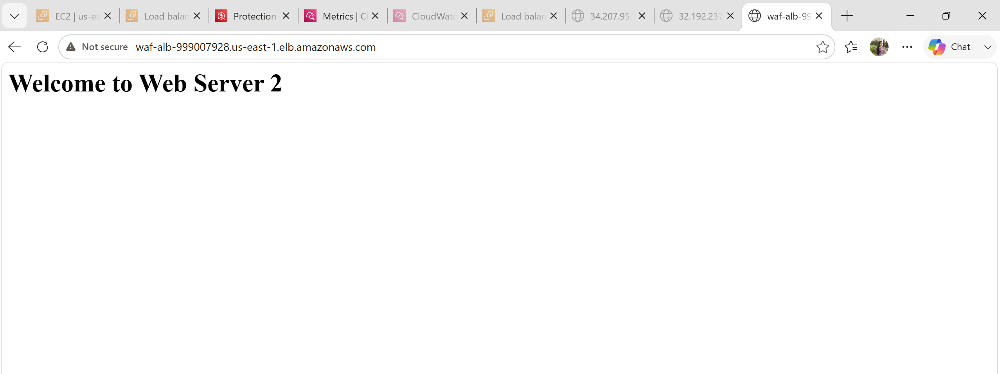 EC2 | us-ea
Load balan
Protection
Metrics | Cl
CloudWatc
Load balan
34.207.95.1
32.192.237
waf-alb-99
Not secure waf-alb-999007928.us-east-1.elb.amazonaws.com
Chat
Welcome to Web Server 2